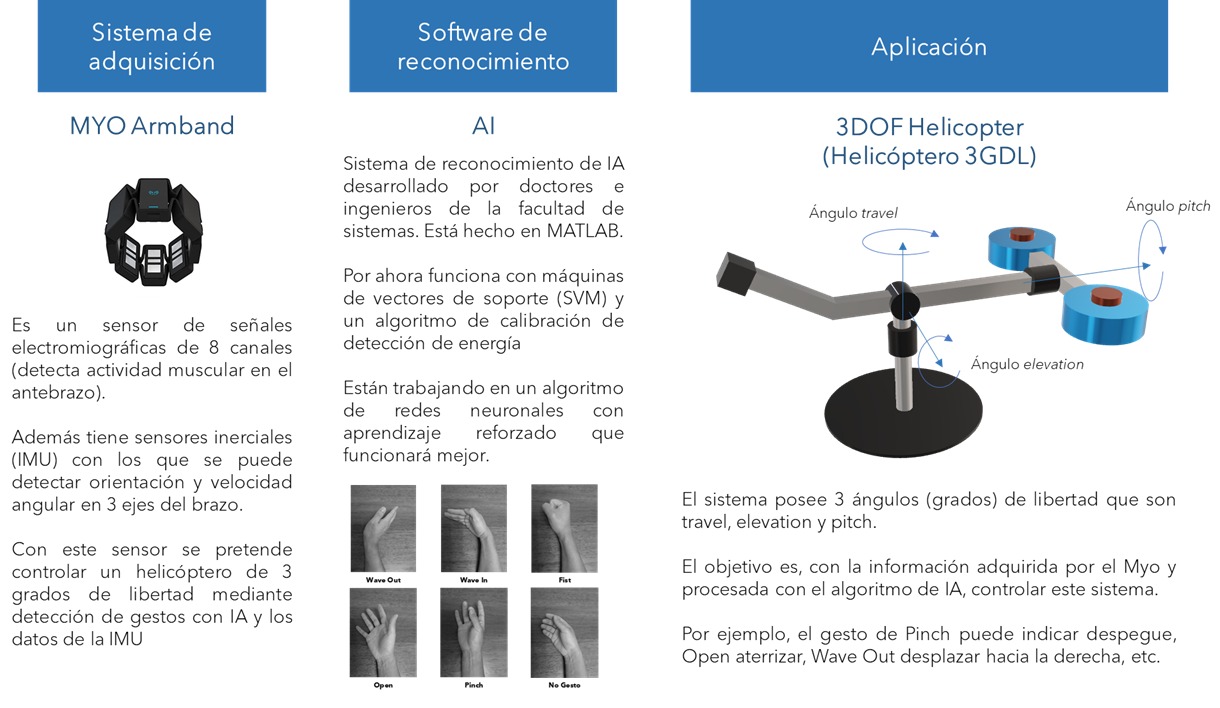 Sistema de
adquisición
MYO Armband
Es un sensor de señales
electromiográficas de 8 canales
(detecta actividad muscular en el
antebrazo).
Además tiene sensores inerciales
(IMU) con los que se puede
detectar orientación y velocidad
angular en 3 ejes del brazo.
Con este sensor se pretende
controlar un helicóptero de 3
grados de libertad mediante
detección de gestos con IA y los
datos de la IMU
Software de
reconocimiento
AI
Sistema de reconocimiento de IA
desarrollado por doctores e
ingenieros de la facultad de
sistemas. Está hecho en MATLAB.
Por ahora funciona con máquinas
de vectores de soporte (SVM) y
un algoritmo de calibración de
detección de energía
Están trabajando en un algoritmo
de redes neuronales con
aprendizaje reforzado que
funcionará mejor.
Wave Out
Wave In
Fist
Open
Pinch
No Gesto
Aplicación
3DOF Helicopter
(Helicóptero 3GDL)
Ángulo travel
Ángulo pitch
Ángulo elevation
El sistema posee 3 ángulos (grados) de libertad que son
travel, elevation y pitch.
El objetivo es, con la información adquirida por el Myo y
procesada con el algoritmo de IA, controlar este sistema.
Por ejemplo, el gesto de Pinch puede indicar despegue,
Open aterrizar, Wave Out desplazar hacia la derecha, etc.